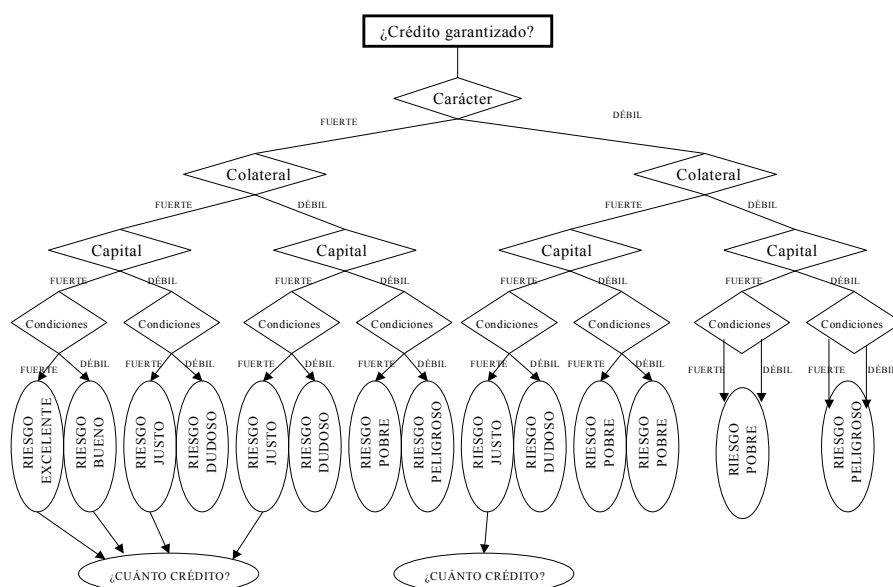 ¿Crédito garantizado?
Carácter
FUERTE
DÉBIL
Colateral
Colateral
FUERTE
DÉBIL
FUERTE
DÉBIL
Capital
Capital
Capital
Capital
FUERTE
DÉBIL
FUERTE
DÉBIL
FUERTE
DÉBIL
FUERTE
DÉBIL
Condiciones
Condiciones
Condiciones
Condiciones
Condiciones
Condiciones
Condiciones
Condiciones
FUERTE
DÉBIL
FUERTE
DÉBIL
FUERTE
DÉBIL
FUERTE
DÉBIL
FUERTE
DÉBIL
FUERTE
DÉBIL
FUERTE
DÉBIL
FUERTE
DÉBIL
RIESGO
EXCELENTE
RIESGO
BUENO
RIESGO
JUSTO
RIESGO
DUDOSO
RIESGO
JUSTO
RIESGO
DUDOSO
RIESGO
POBRE
RIESGO
PELIGROSO
RIESGO
JUSTO
RIESGO
DUDOSO
RIESGO
POBRE
RIESGO
POBRE
RIESGO
POBRE
RIESGO
PELIGROSO
¿CUÁNTO CRÉDITO?
¿CUÁNTO CRÉDITO?